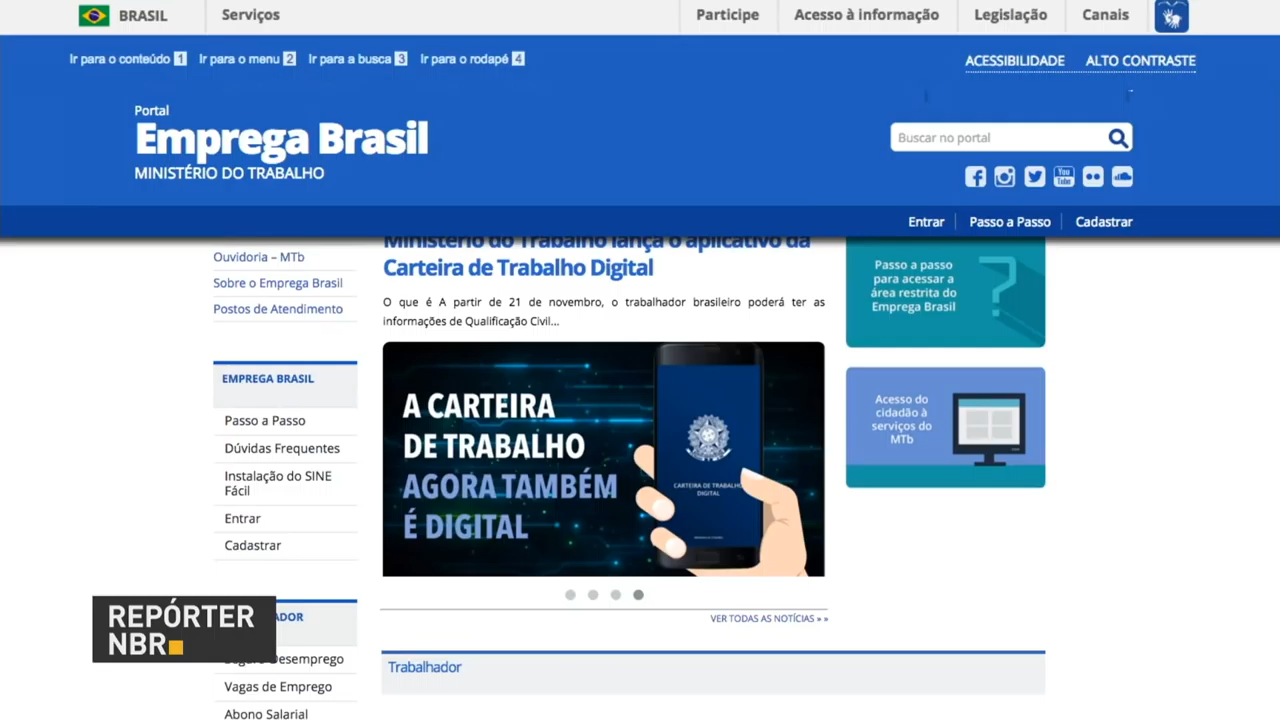 BRASIL
Serviços
Participe
Acesso à informação
Legislação
Canais
Ir para o conteúdo 1
Ir para o menu 2
Ir para a busca 3
Ir para o rodapé 4
ACESSIBILIDADE
ALTO CONTRASTE
Portal
Emprega Brasil
MINISTÉRIO DO TRABALHO
Buscar no portal
You
Tube
Entrar
Passo a Passo
Cadastrar
Ouvidoria – MTb
Sobre o Emprega Brasil
Postos de Atendimento
EMPREGA BRASIL
Passo a Passo
Dúvidas Frequentes
Instalação do SINE
Fácil
Entrar
Cadastrar
Desemprego
Vagas de Emprego
Abono Salarial
Ministério do Trabalho lança o aplicativo da
Carteira de Trabalho Digital
O que é A partir de 21 de novembro, o trabalhador brasileiro poderá ter as
informações de Qualificação Civil...
A CARTEIRA
DE TRABALHO
AGORA TAMBÉM
É DIGITAL
CARTEIRA DE TRABALHO
DIGITAL
VER TODAS AS NOTÍCIAS » »
Trabalhador
Passo a passo
para acessar a
área restrita do
Emprega Brasil
?
Acesso do
cidadão à
serviços do
MTb
REPÓRTER
NBR